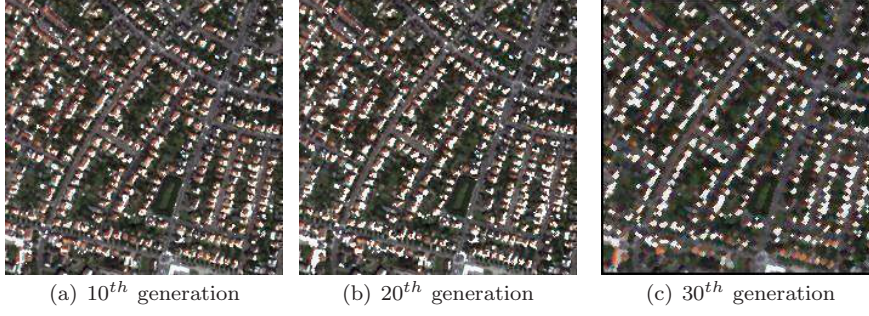 (a) 10th generation
(b) 20th generation
(c) 30th generation